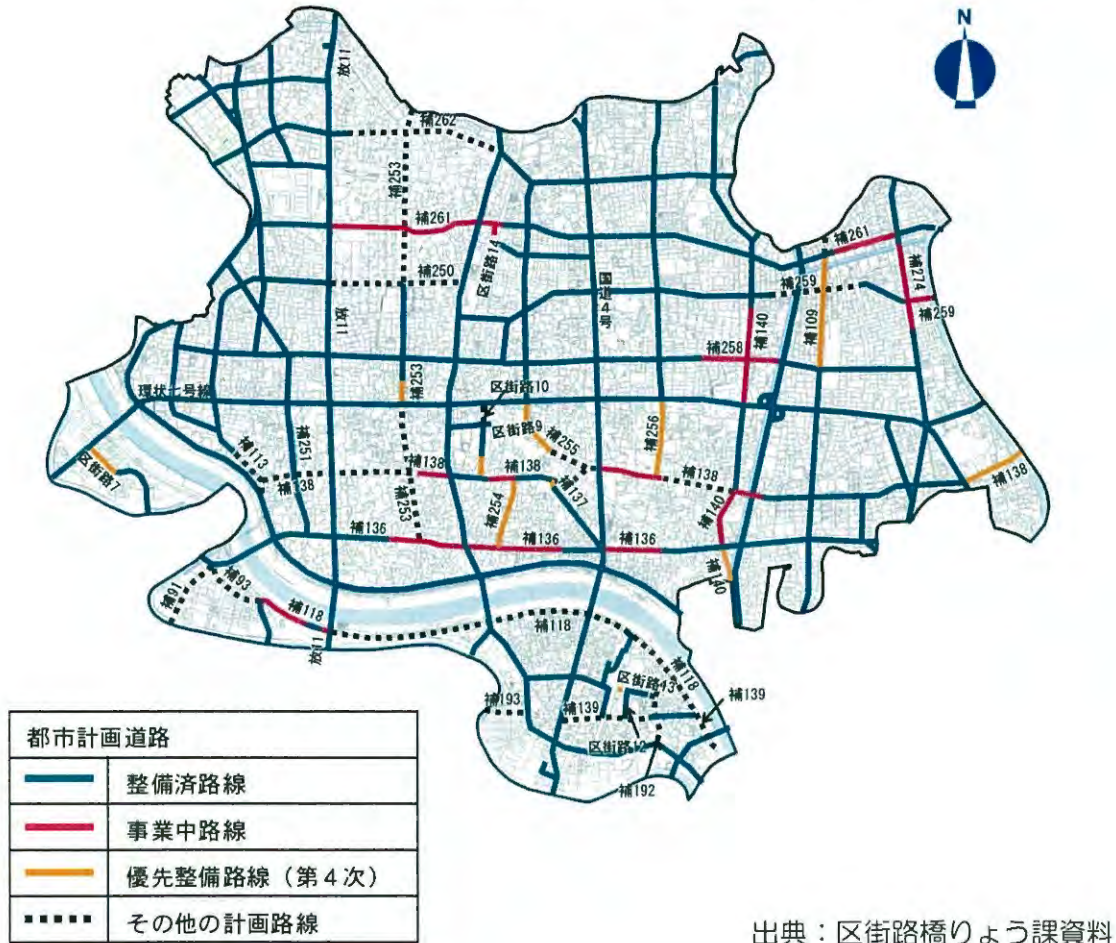 N
放11
補262
補253
補261
区街路14
補250
国道4号
補261
補259
補274
放11
補140
補109
補259
補258
環状七号線
補253
区街路10
区街路9
補255
補256
補113
補251
補138
区街路7
補138
補138
補138
補138
補137
補253
補254
補140
補136
補136
補136
補140
補91
補93
補118
放11
補118
補118
区街路43
補139
補193
補139
区街路12
補192
都市計画道路
整備済路線
事業中路線
優先整備路線（第４次）
その他の計画路線
出典：区街路橋りょう課資料